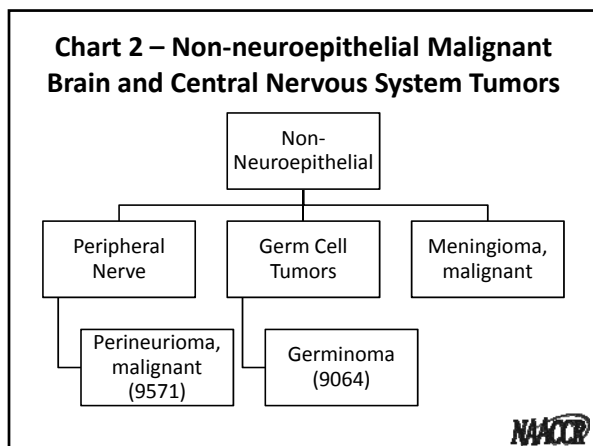 Chart 2 – Non-neuroepithelial Malignant
Brain and Central Nervous System Tumors
Non-
Neuroepithelial
Peripheral
Nerve
Germ Cell
Tumors
Meningioma,
malignant
Perineurioma,
malignant
(9571)
Germinoma
(9064)
NAACCR